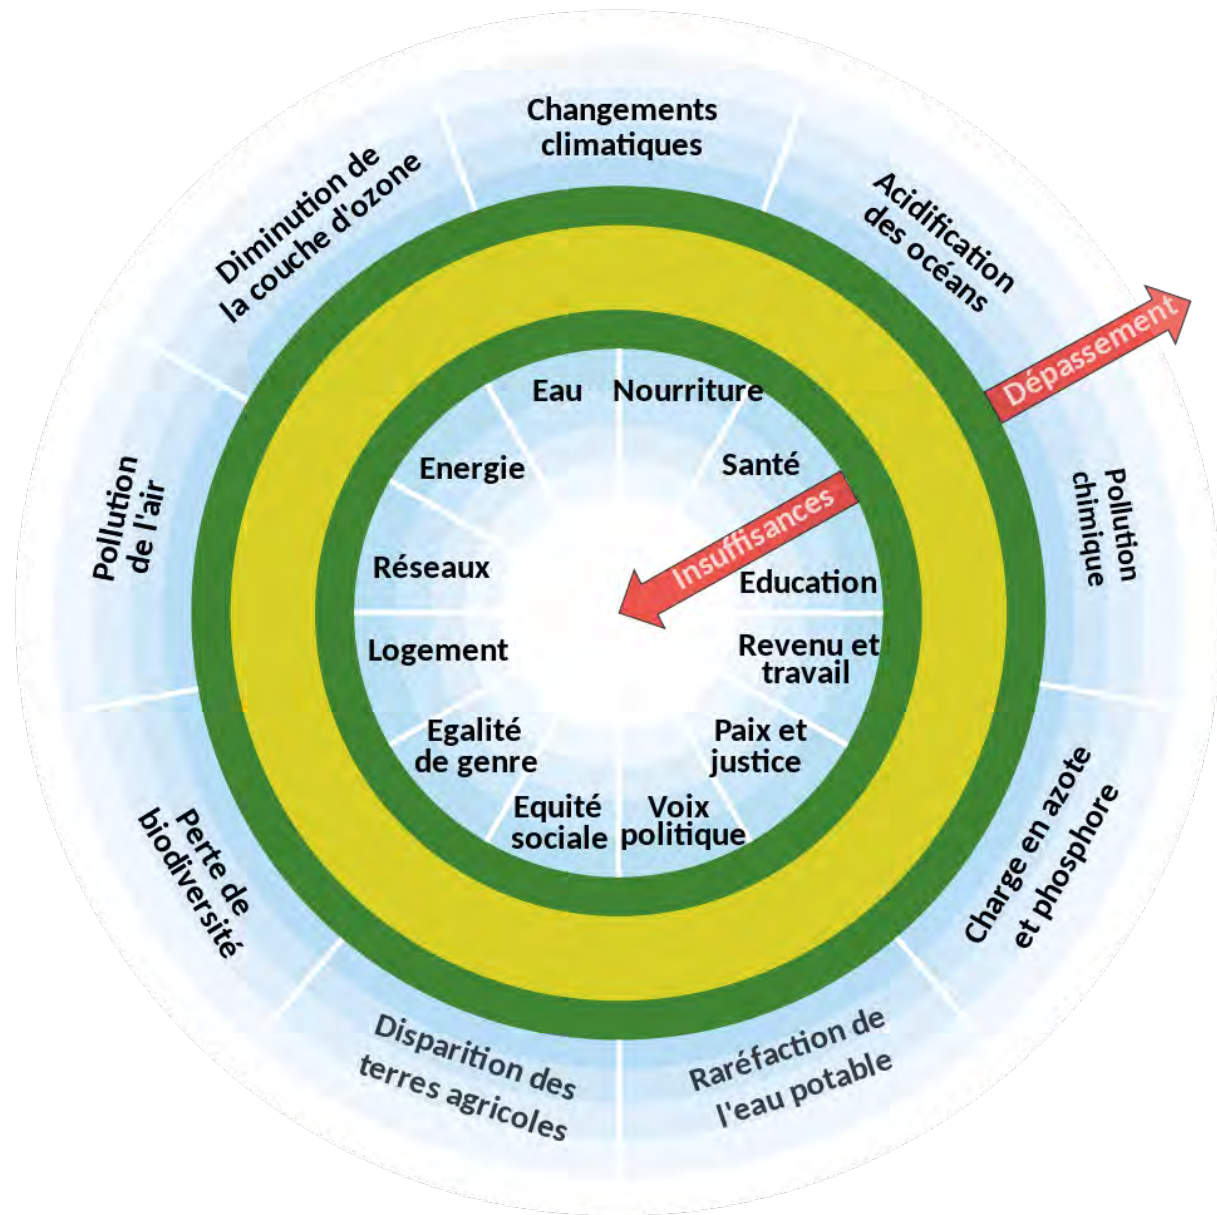 Changements
climatiques
Acidification
des océans
Dépassement
Pollution
chimique
Charge en azote
et phosphore
Raréfaction de
l'eau potable
Disparition des
terres agricoles
Perte de
biodiversité
Pollution
de l'air
Diminution de
la couche d'ozone
Eau
Nourriture
Santé
Insuffisances
Education
Revenu et
travail
Paix et
justice
Voix
politique
Equité
sociale
Egalité
de genre
Logement
Réseaux
Energie